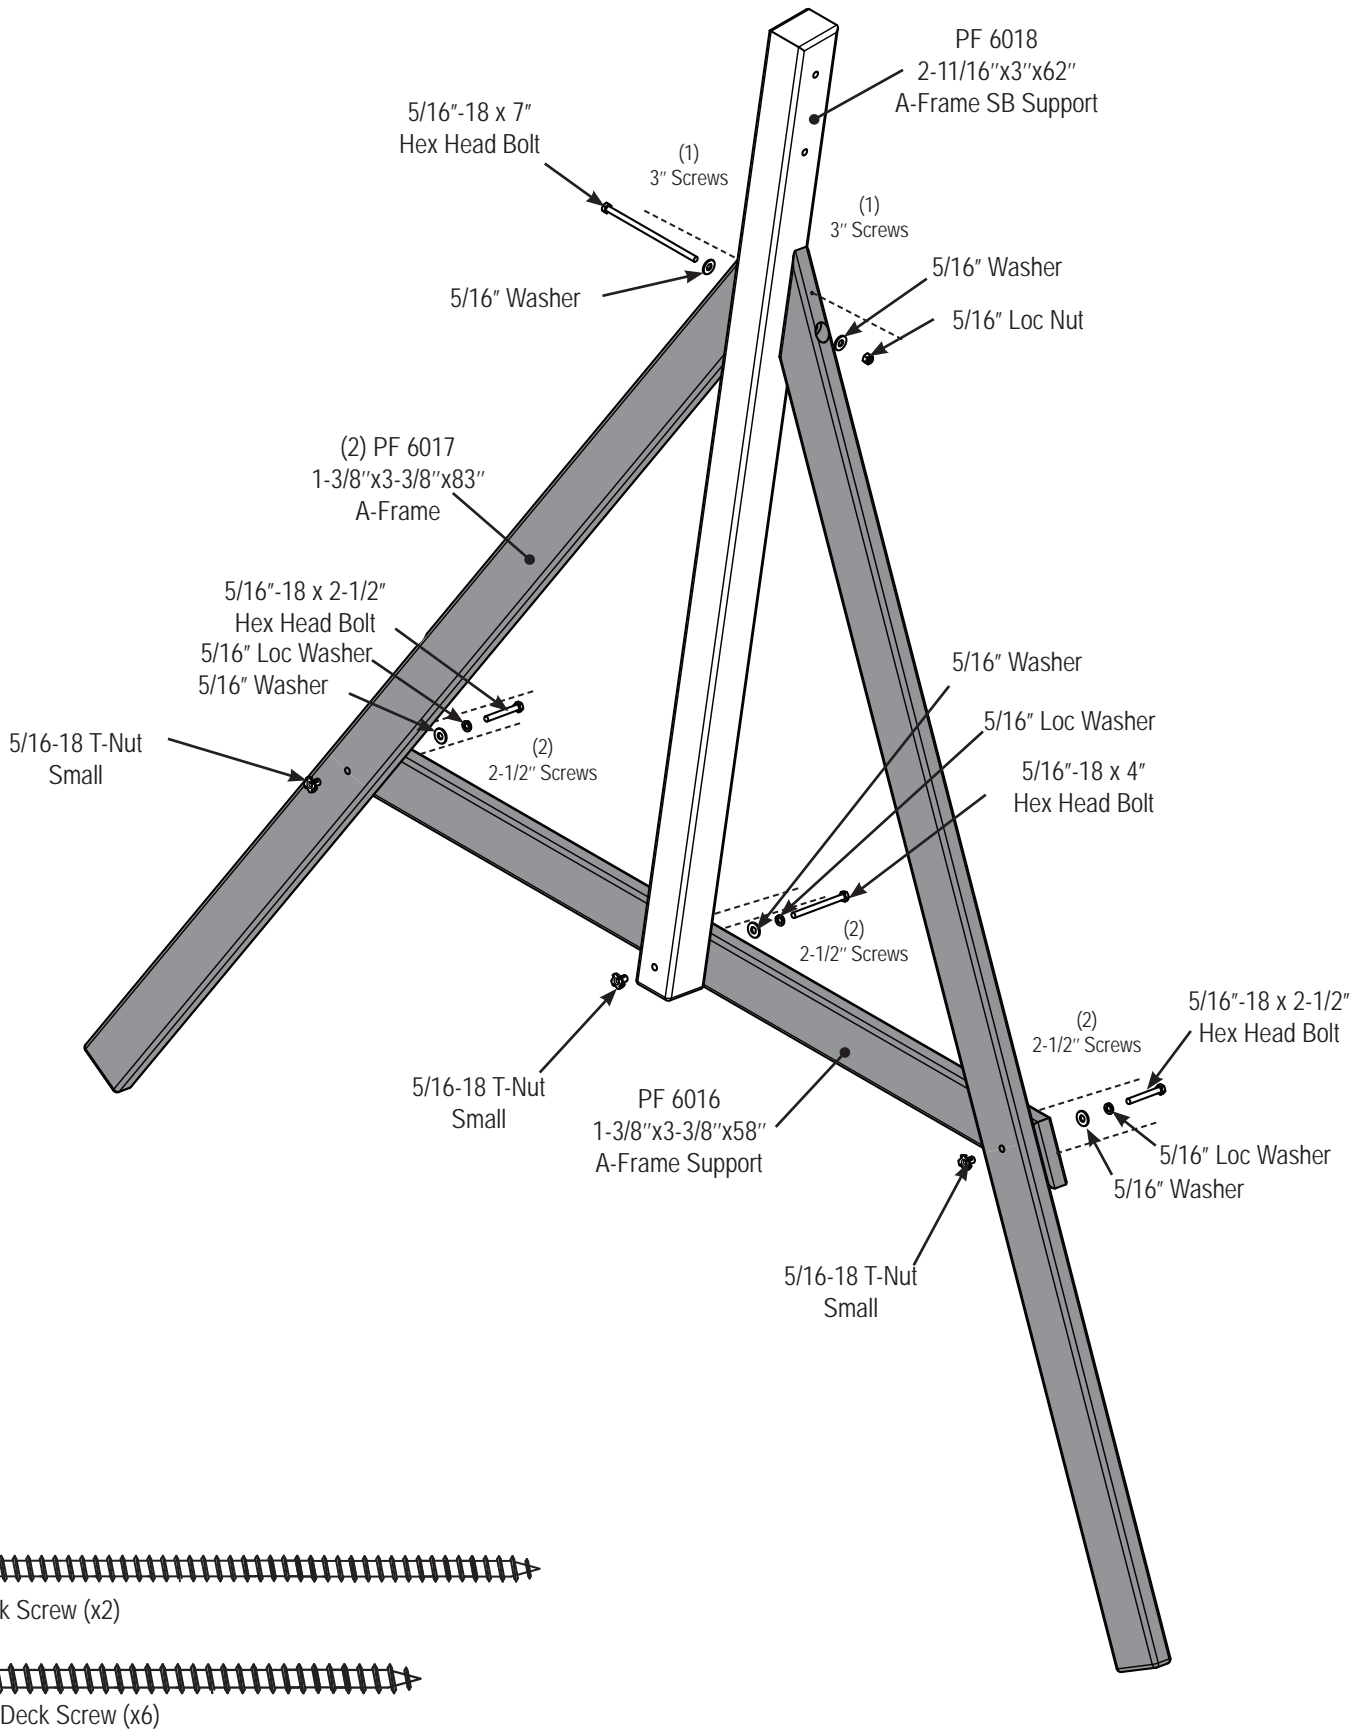 PF 6018
2-11/16"x3"x62"
A-Frame SB Support
5/16"-18 x 7"
Hex Head Bolt
(1)
3" Screws
(1)
3" Screws
5/16" Washer
5/16" Washer
5/16" Loc Nut
(2) PF 6017
1-3/8"x3-3/8"x83"
A-Frame
5/16"-18 x 2-1/2"
Hex Head Bolt
5/16" Loc Washer
5/16" Washer
5/16-18 T-Nut
Small
(2)
2-1/2" Screws
5/16" Washer
5/16" Loc Washer
5/16"-18 x 4"
Hex Head Bolt
(2)
2-1/2" Screws
5/16"-18 x 2-1/2"
Hex Head Bolt
(2)
2-1/2" Screws
5/16-18 T-Nut
Small
PF 6016
1-3/8"x3-3/8"x58"
A-Frame Support
5/16" Loc Washer
5/16" Washer
5/16-18 T-Nut
Small
k Screw (x2)
Deck Screw (x6)